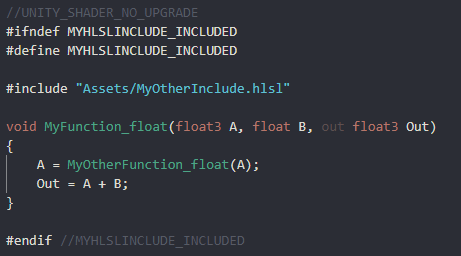 //UNITY_SHADER_NO_UPGRADE
#ifndef MYHLSLINCLUDE_INCLUDED
#define MYHLSLINCLUDE_INCLUDED
#include "Assets/MyOtherInclude.hlsl"
void MyFunction_float(float3 A, float B, out float3 Out)
{
A = MyOtherFunction_float(A);
Out = A + B;
}
#endif //MYHLSLINCLUDE_INCLUDED